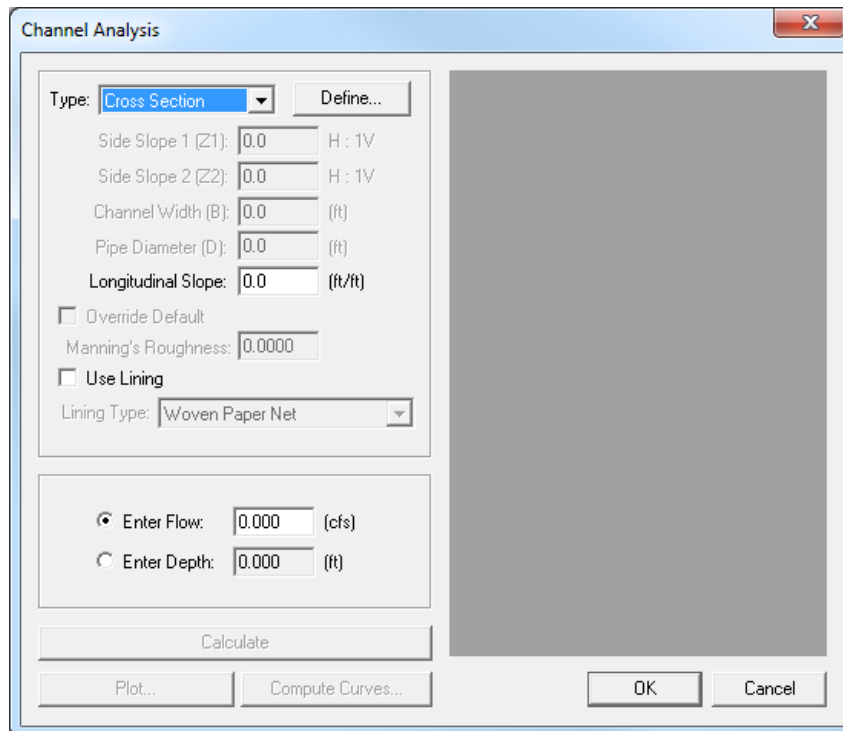 Channel Analysis
Type: Cross Section Define...
Side Slope 1 (Z1): 0.0 H : 1V
Side Slope 2 (Z2): 0.0 H : 1V
Channel Width (B): 0.0 (ft)
Pipe Diameter (D): 0.0 (ft)
Longitudinal Slope: 0.0 (ft/ft)
Override Default
Manning's Roughness: 0.0000
Use Lining
Lining Type: Woven Paper Net
Enter Flow: 0.000 (cfs)
Enter Depth: 0.000 (ft)
Calculate
Plot... Compute Curves... OK Cancel